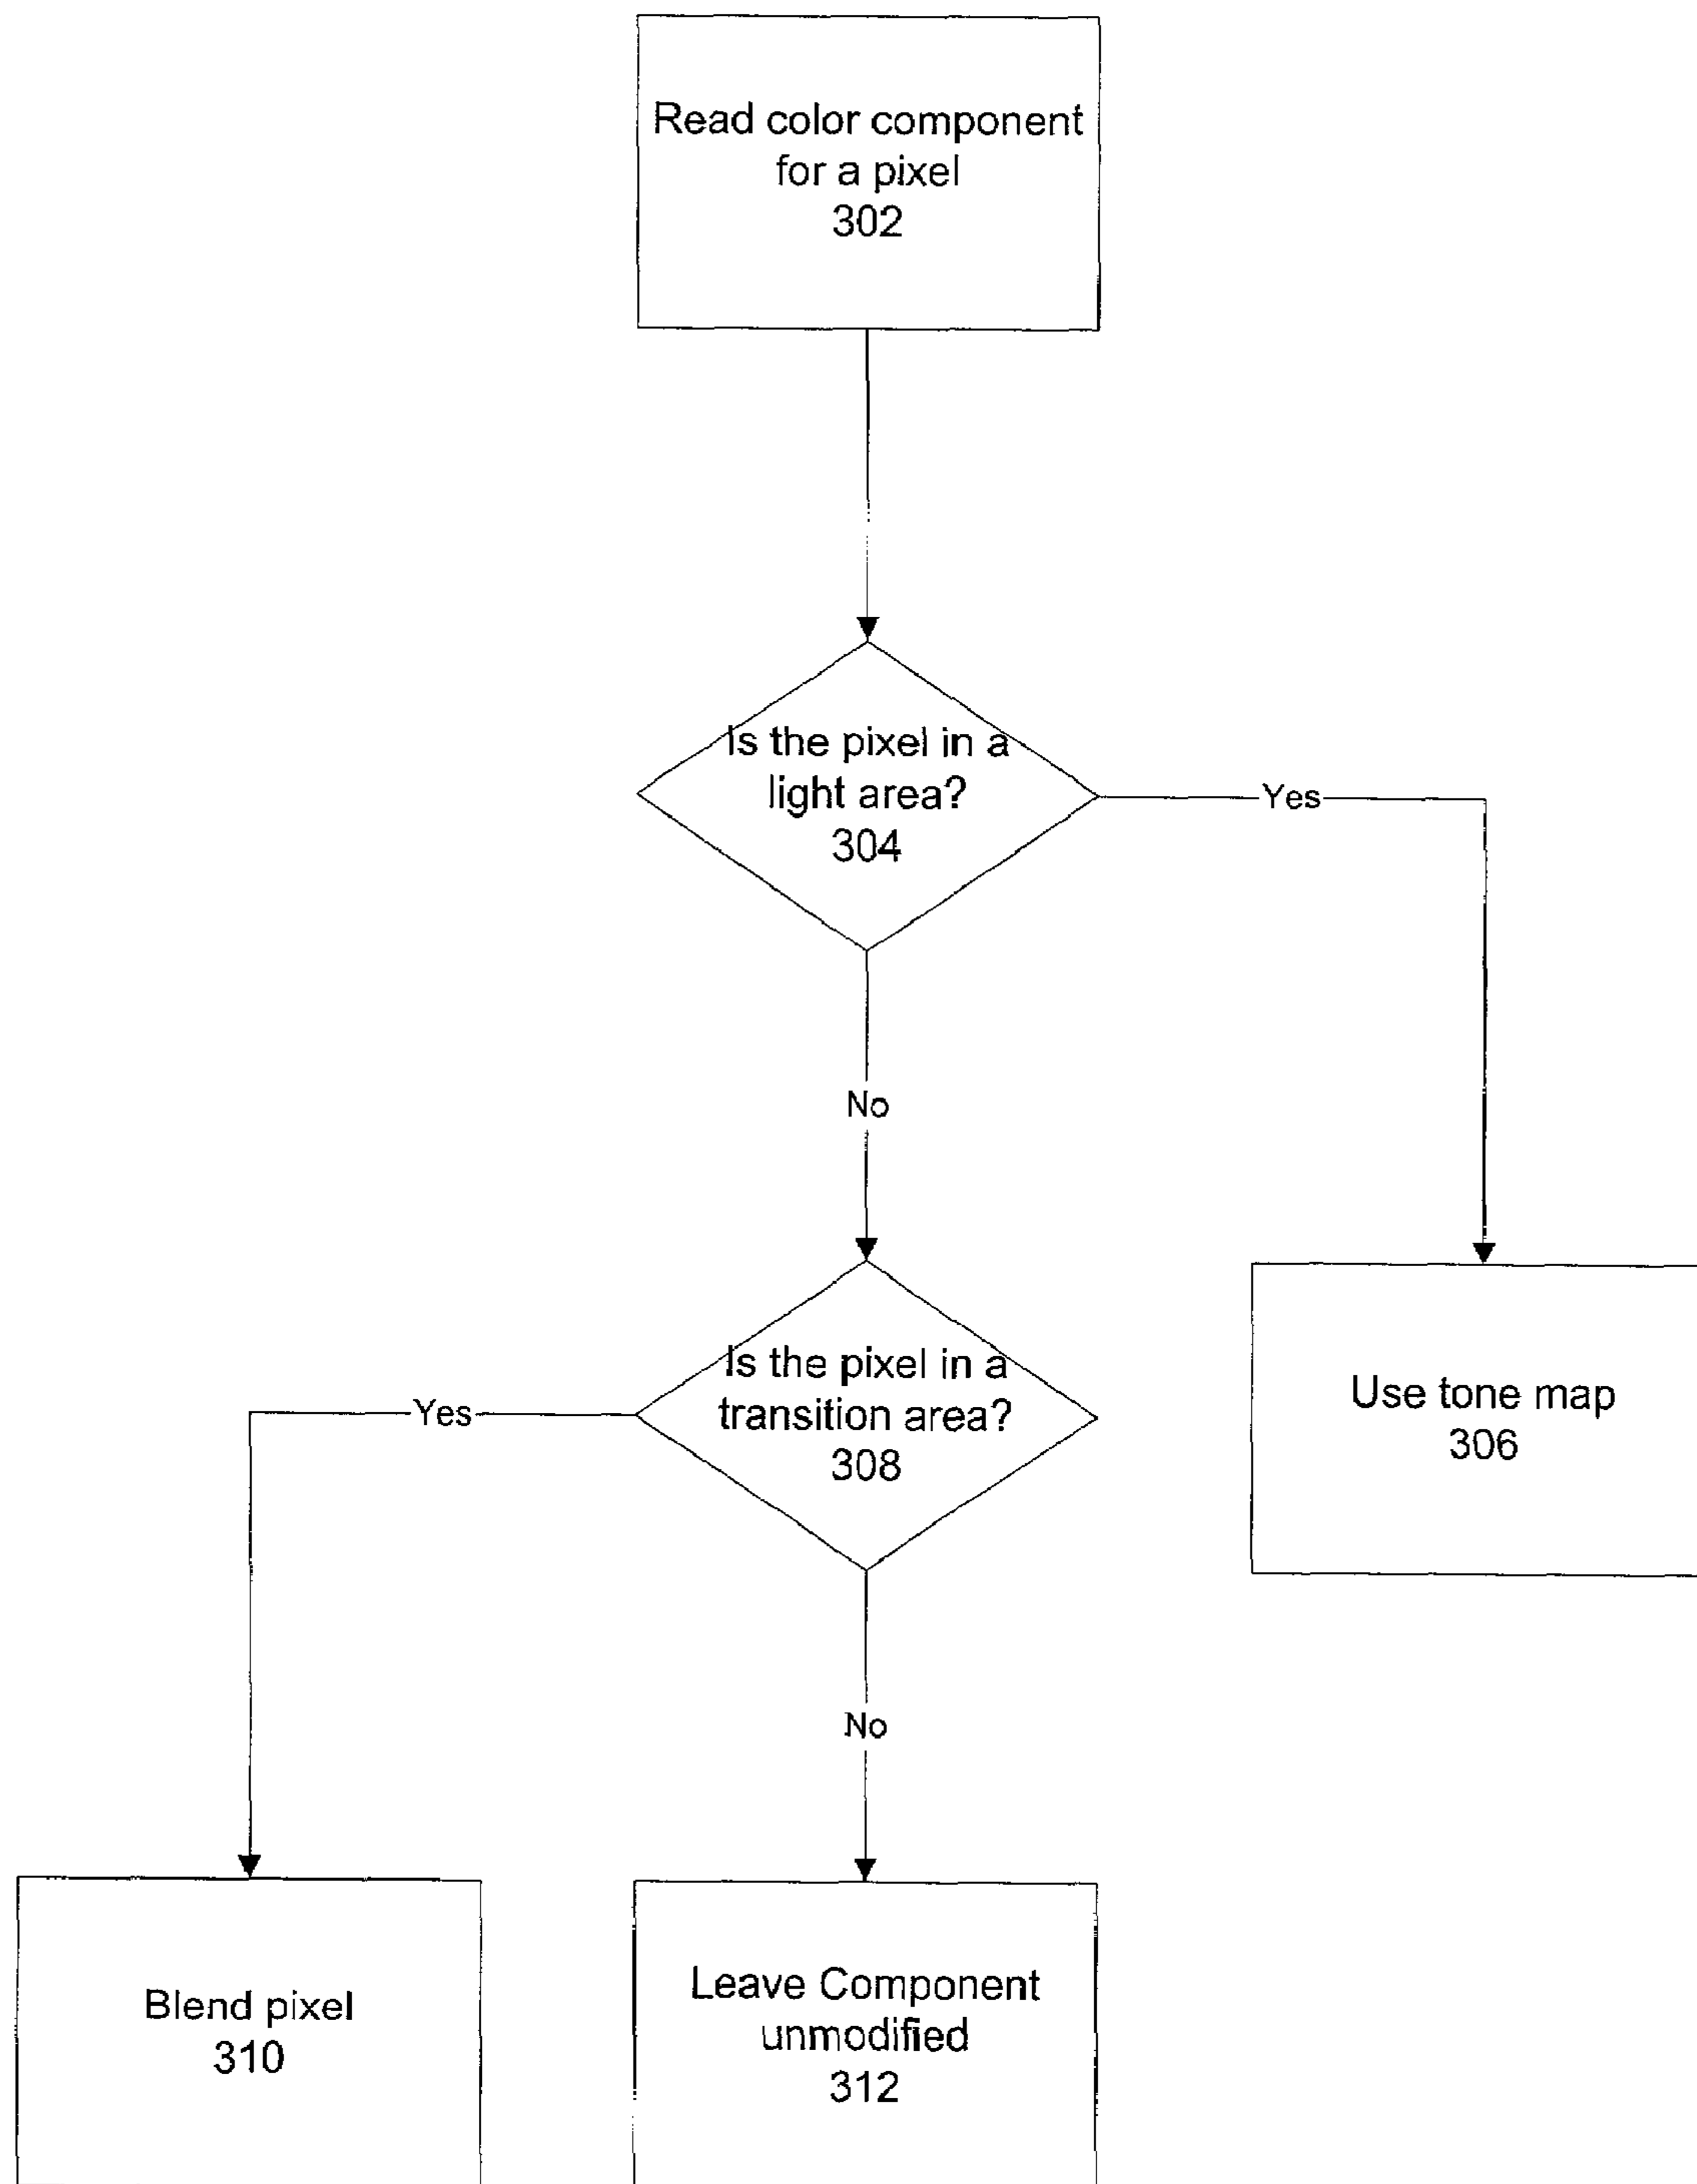 Read color component
for a pixel
302
Is the pixel in a
light area?
304
Yes
No
Is the pixel in a
transition area?
308
Yes
Use tone map
306
No
Blend pixel
310
Leave Component
unmodified
312